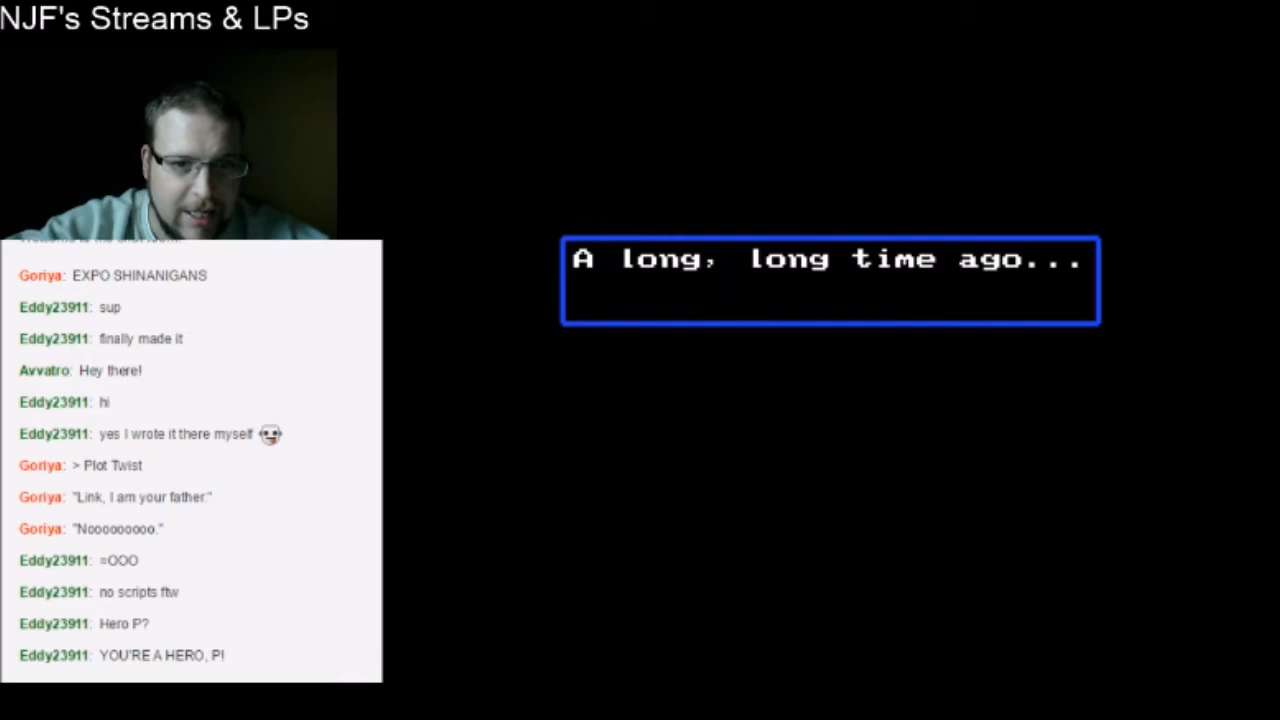 NJF's Streams & LPs
A long, long time ago...
Goriya: EXPO SHINANIGANS
Eddy23911: sup
Eddy23911: finally made it
Avvatro: Hey there!
Eddy23911: hi
Eddy23911: yes I wrote it there myself
Goriya: > Plot Twist
Goriya: "Link, I am your father."
Goriya: "Nooooooooo."
Eddy23911: =OOO
Eddy23911: no scripts ftw
Eddy23911: Hero P?
Eddy23911: YOU'RE A HERO, P!